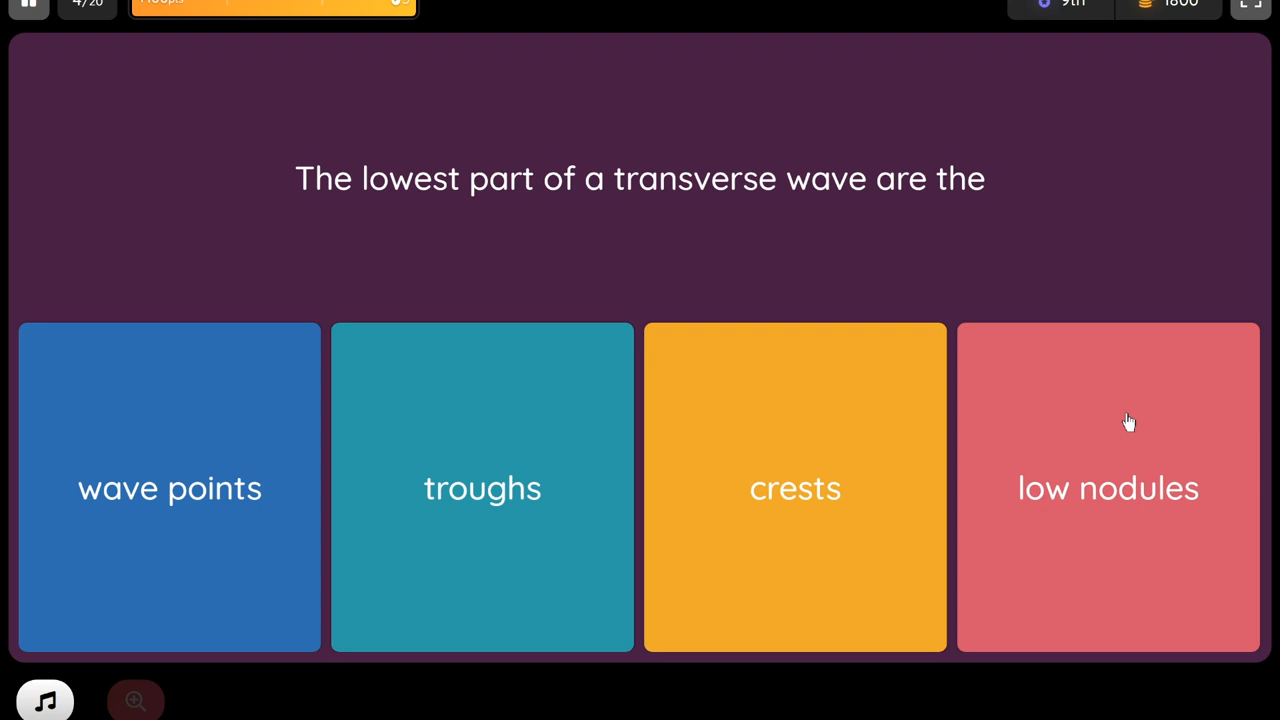 4/20
9th
1800
The lowest part of a transverse wave are the
wave points
troughs
crests
low nodules